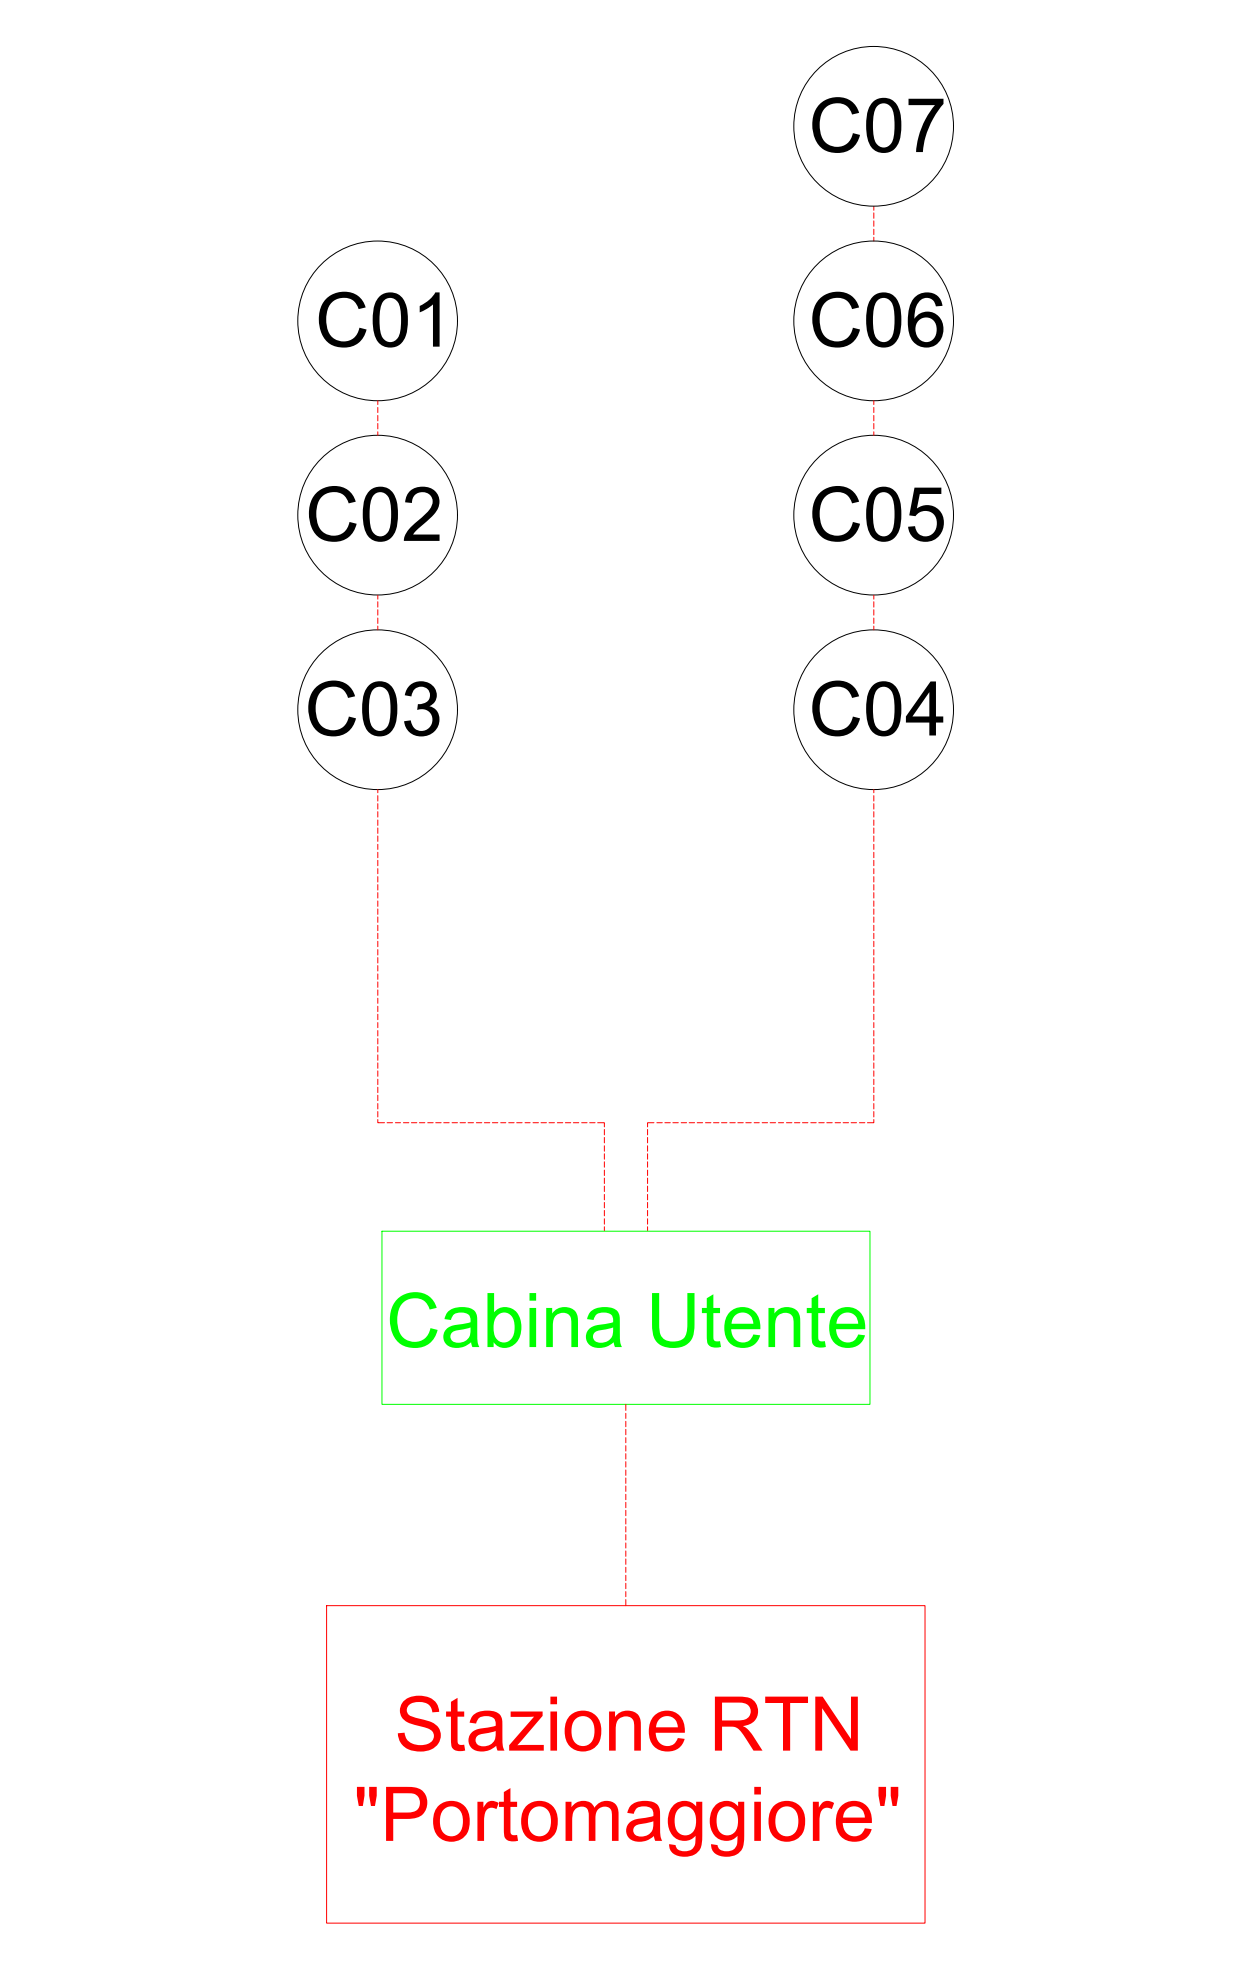 C07
C01
C06
C02
C05
C03
C04
Cabina Utente
Stazione RTN
"Portomaggiore"